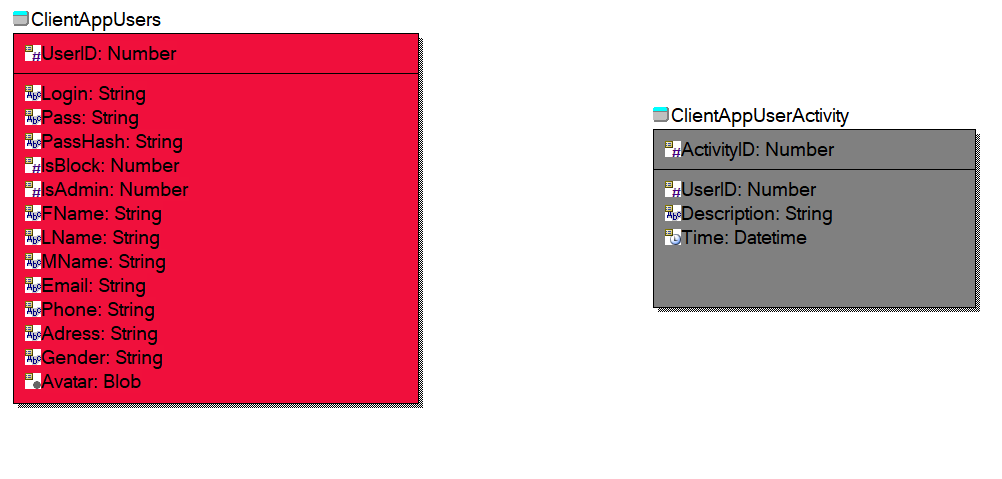 ClientAppUsers
UserID: Number
Login: String
Pass: String
PassHash: String
IsBlock: Number
IsAdmin: Number
FName: String
LName: String
MName: String
Email: String
Phone: String
Adress: String
Gender: String
Avatar: Blob
ClientAppUserActivity
ActivityID: Number
UserID: Number
Description: String
Time: Datetime